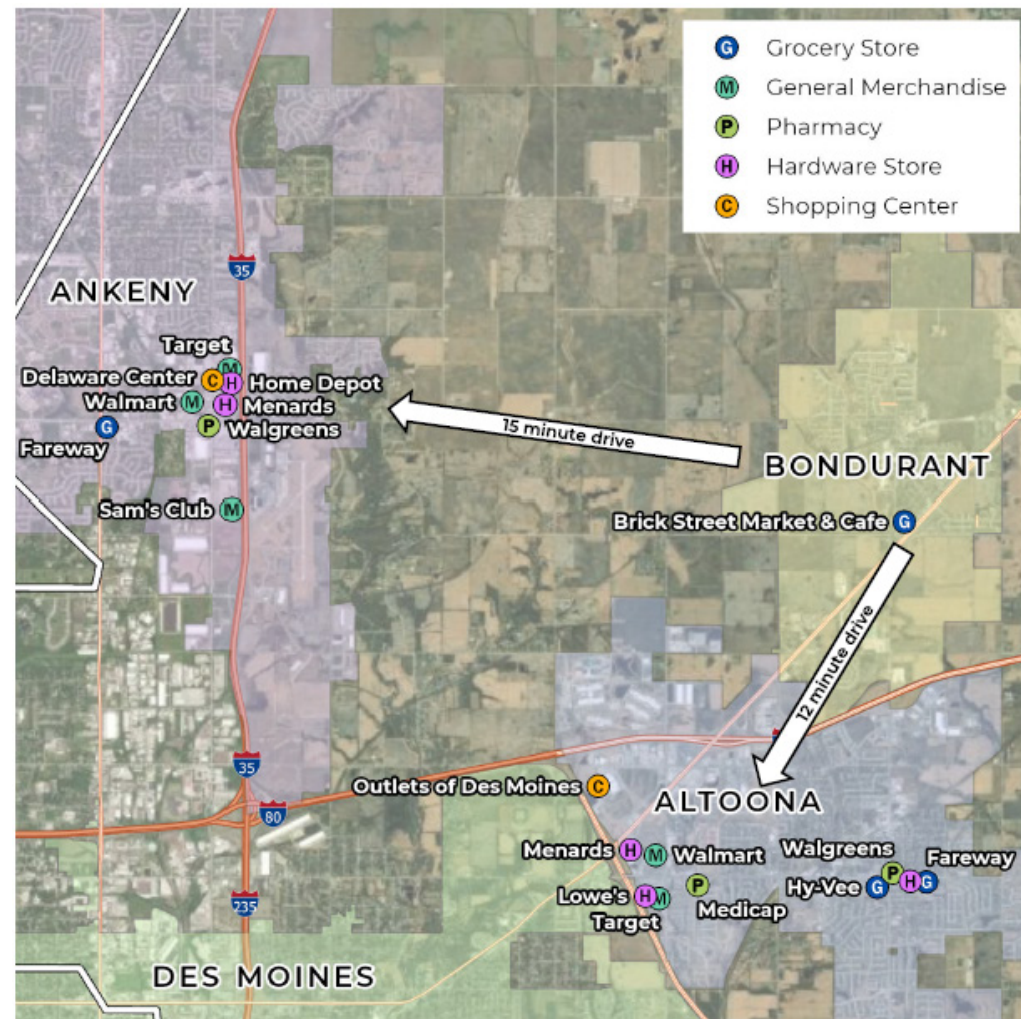 G Grocery Store
M General Merchandise
P Pharmacy
H Hardware Store
C Shopping Center
35
ANKENY
Target
M
Delaware Center C H Home Depot
Walmart M H Menards
G P Walgreens
Fareway
15 minute drive
BONDURANT
Sam's Club M
Brick Street Market & Cafe G
12 minute drive
35
80
Outlets of Des Moines C
ALTOONA
Menards H M Walmart
Walgreens
P Fareway
Hy-Vee G H G
Lowe's H M P
Target
Medicap
235
DES MOINES